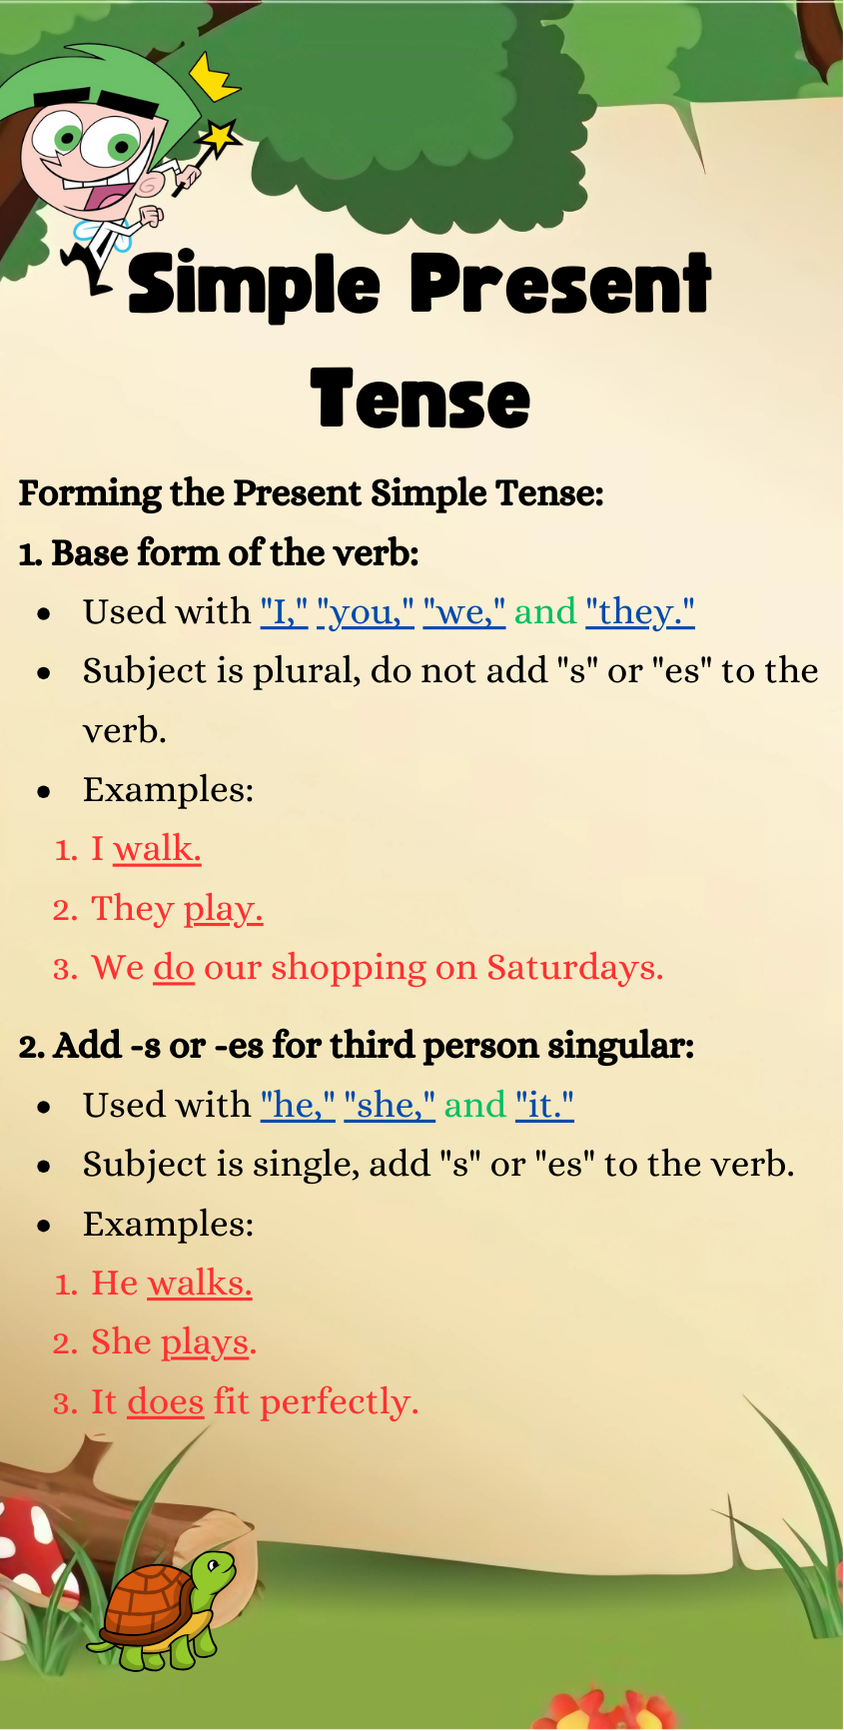 Simple Present
Tense
Forming the Present Simple Tense:
1. Base form of the verb:
• Used with "I," "you," "we," and "they."
• Subject is plural, do not add "s" or "es" to the
verb.
• Examples:
1. I walk.
2. They play.
3. We do our shopping on Saturdays.
2. Add -s or -es for third person singular:
• Used with "he," "she," and "it."
• Subject is single, add "s" or "es" to the verb.
• Examples:
1. He walks.
2. She plays.
3. It does fit perfectly.